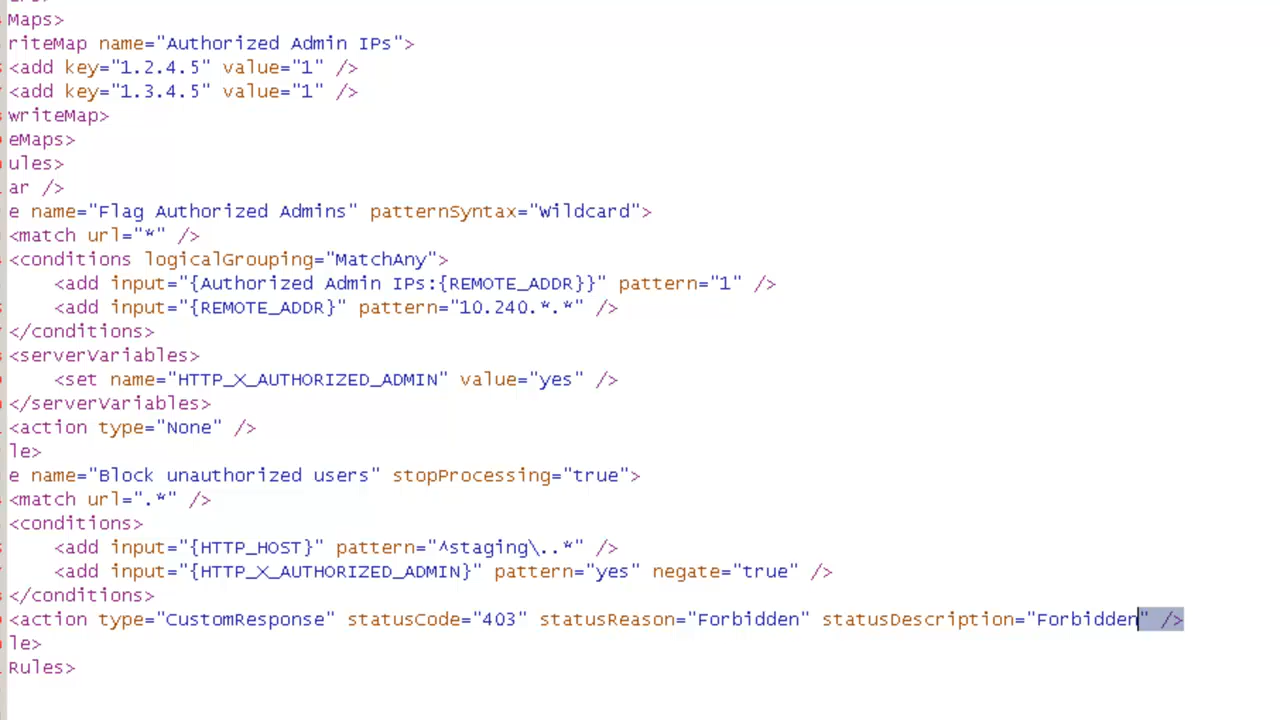 Maps>
riteMap name="Authorized Admin IPs">
<add key="1.2.4.5" value="1" />
<add key="1.3.4.5" value="1" />
writeMap>
eMaps>
ules>
ar />
e name="Flag Authorized Admins" patternSyntax="Wildcard">
<match url="*" />
<conditions logicalGrouping="MatchAny">
<add input="{Authorized Admin IPs:{REMOTE_ADDR}}" pattern="1" />
<add input="{REMOTE_ADDR}" pattern="10.240.*.*" />
</conditions>
<serverVariables>
<set name="HTTP_X_AUTHORIZED_ADMIN" value="yes" />
</serverVariables>
<action type="None" />
le>
e name="Block unauthorized users" stopProcessing="true">
<match url=".*" />
<conditions>
<add input="{HTTP_HOST}" pattern="^staging\..*" />
<add input="{HTTP_X_AUTHORIZED_ADMIN}" pattern="yes" negate="true" />
</conditions>
<action type="CustomResponse" statusCode="403" statusReason="Forbidden" statusDescription="Forbidden" />
le>
Rules>